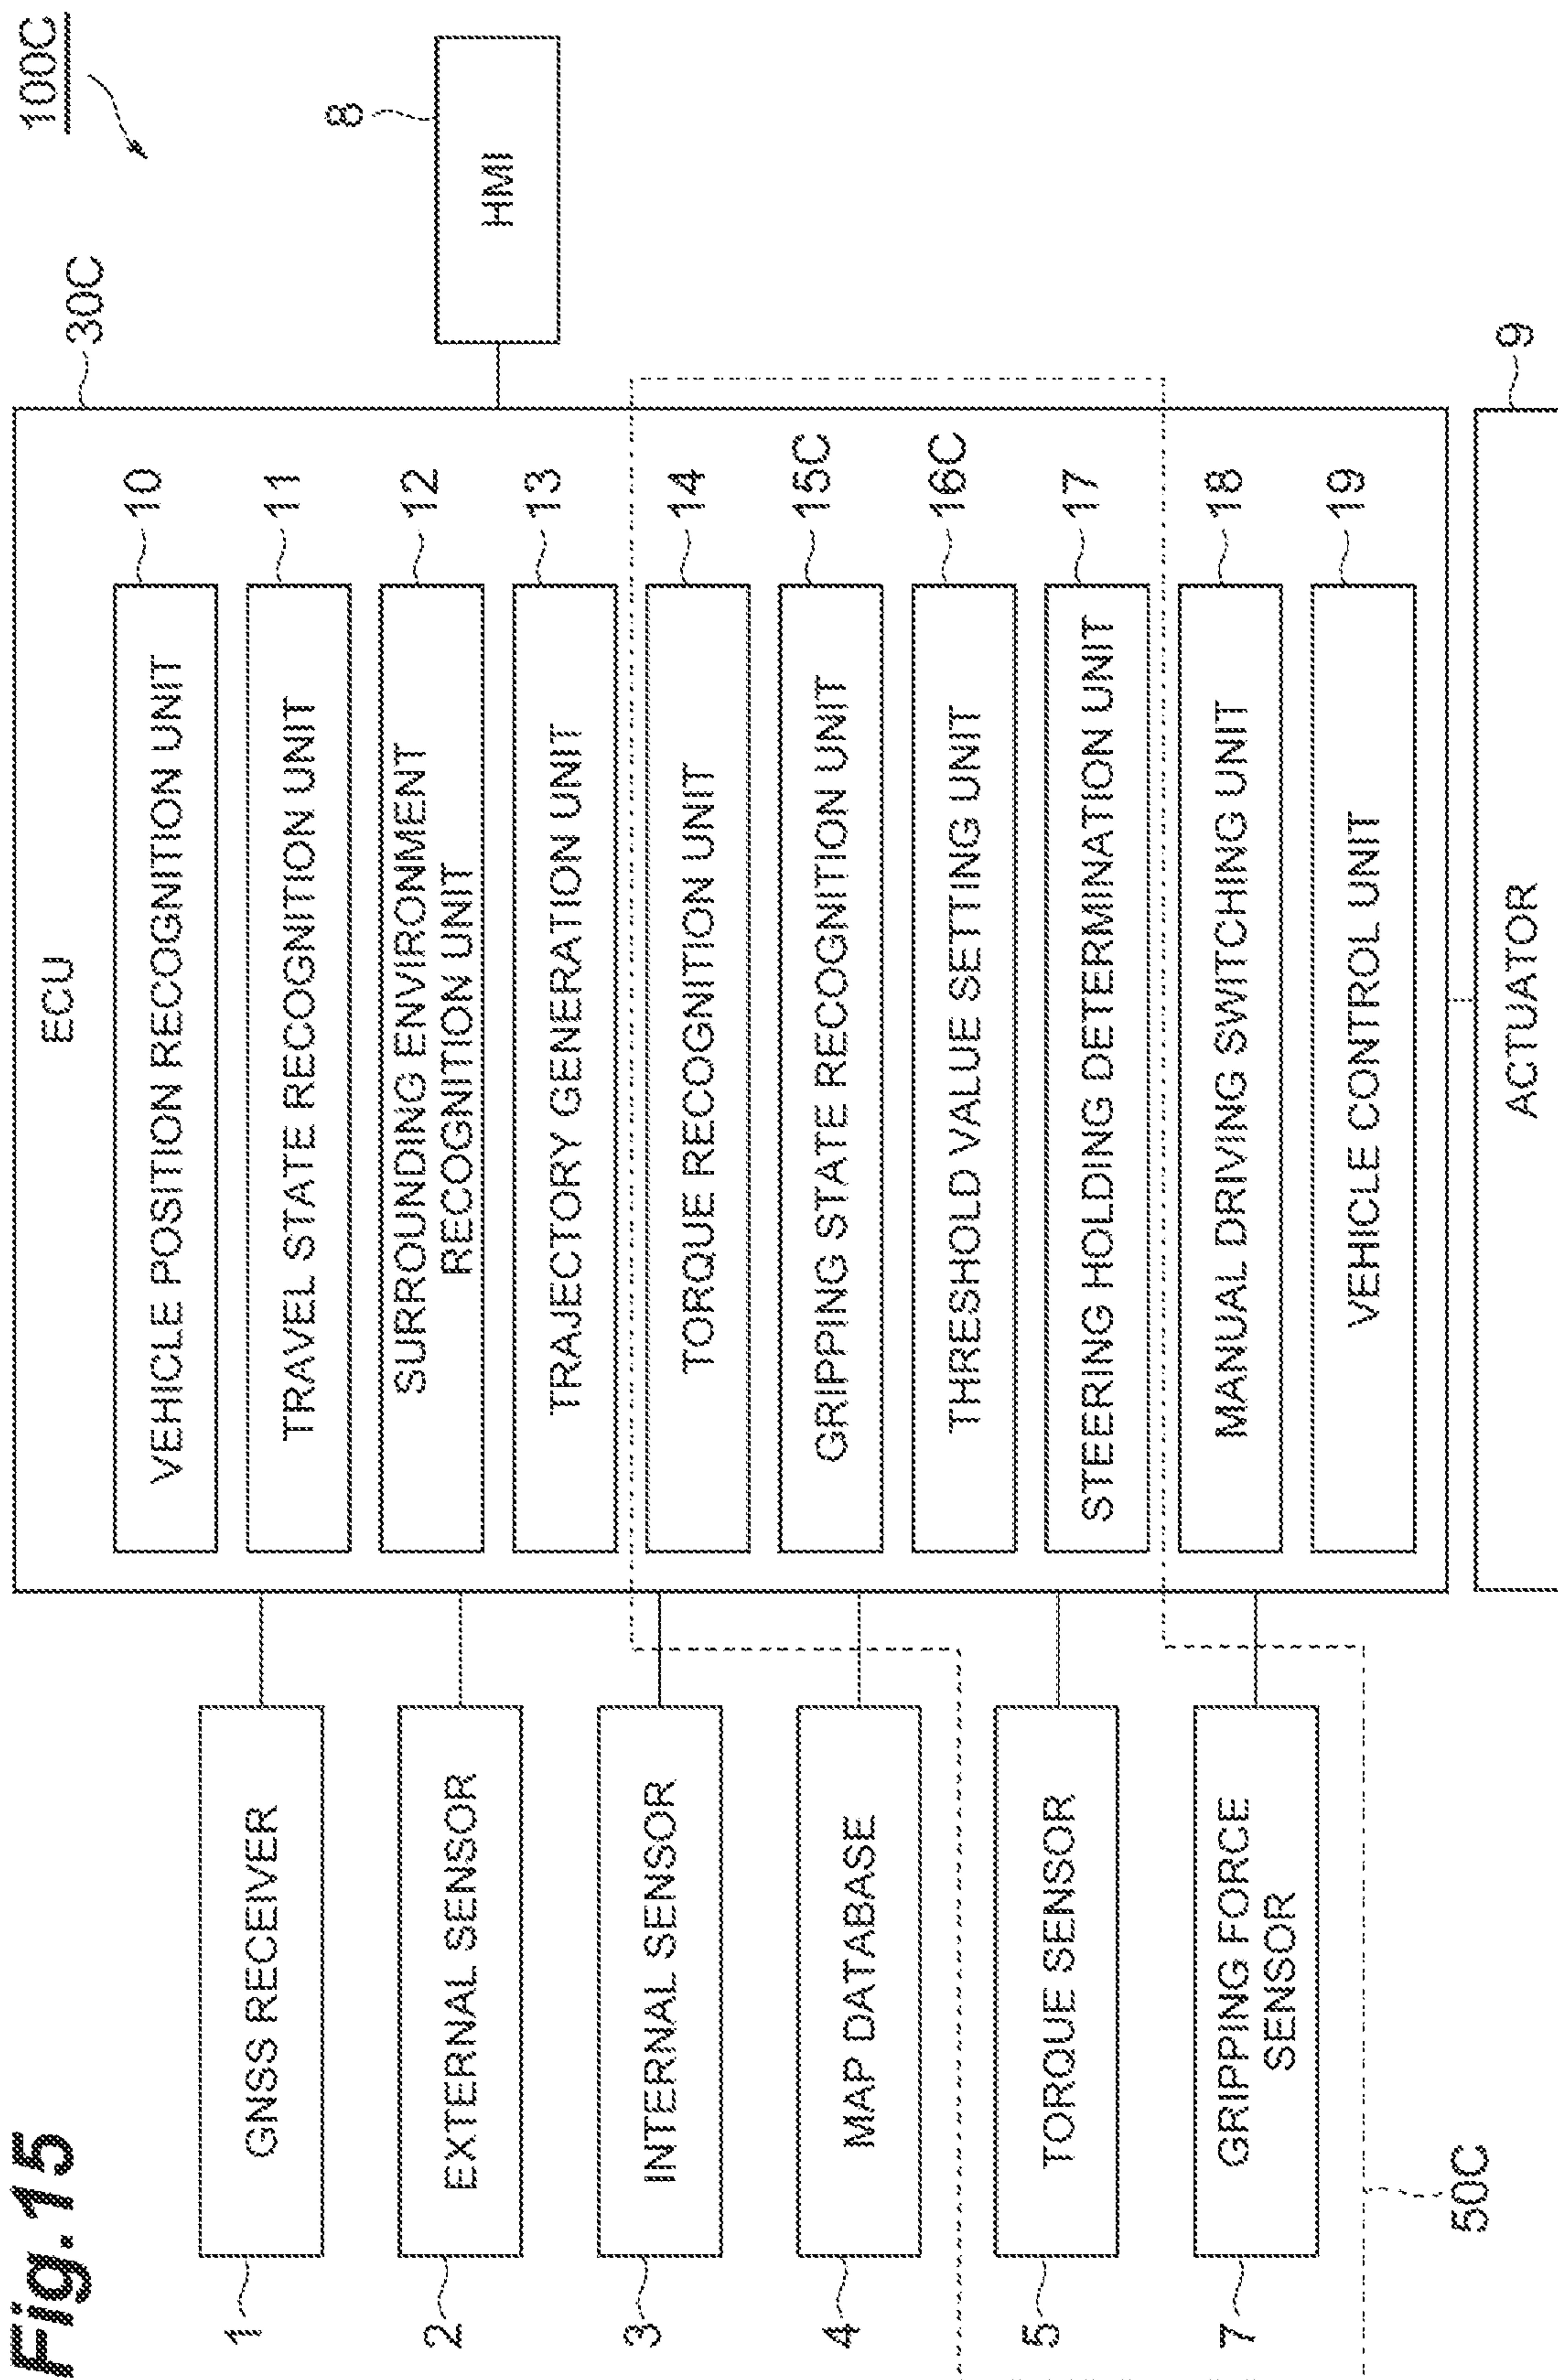 Fig.15
100C
30C
ECU
1
GNSS RECEIVER
2
EXTERNAL SENSOR
3
INTERNAL SENSOR
4
MAP DATABASE
5
TORQUE SENSOR
7
GRIPPING FORCE
SENSOR
50C
VEHICLE POSITION RECOGNITION UNIT
10
TRAVEL STATE RECOGNITION UNIT
11
SURROUNDING ENVIRONMENT
RECOGNITION UNIT
12
TRAJECTORY GENERATION UNIT
13
TORQUE RECOGNITION UNIT
14
GRIPPING STATE RECOGNITION UNIT
15C
THRESHOLD VALUE SETTING UNIT
16C
STEERING HOLDING DETERMINATION UNIT
17
MANUAL DRIVING SWITCHING UNIT
18
VEHICLE CONTROL UNIT
19
8
HMI
9
ACTUATOR